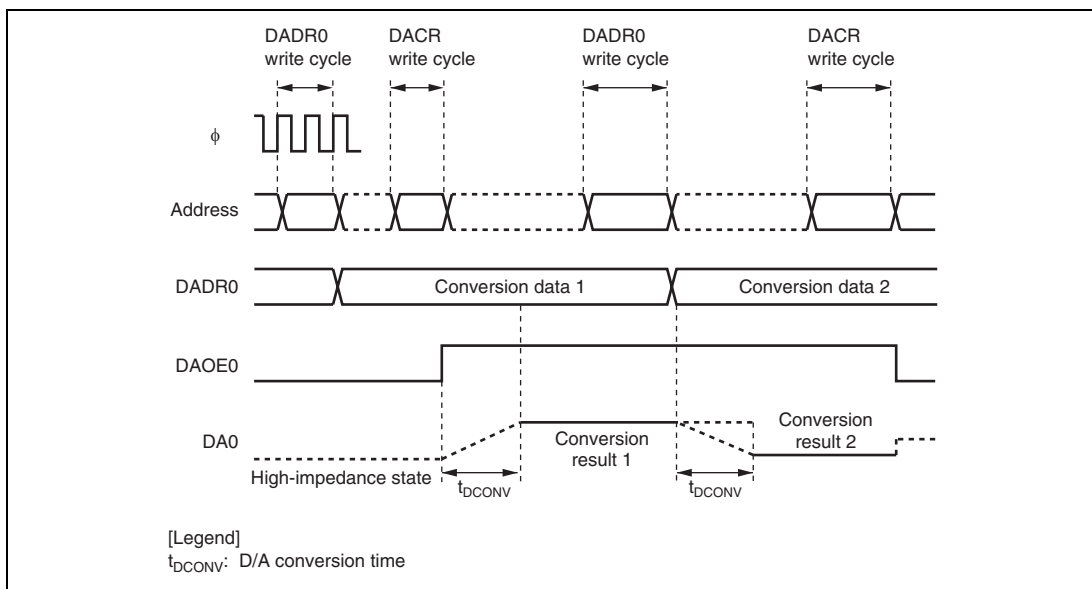 DADR0 write cycle
DACR write cycle
DADR0 write cycle
DACR write cycle
ϕ
Address
DADR0
Conversion data 1
Conversion data 2
DAOE0
DA0
High-impedance state
Conversion result 1
Conversion result 2
tDCONV
tDCONV
[Legend]
tDCONV: D/A conversion time